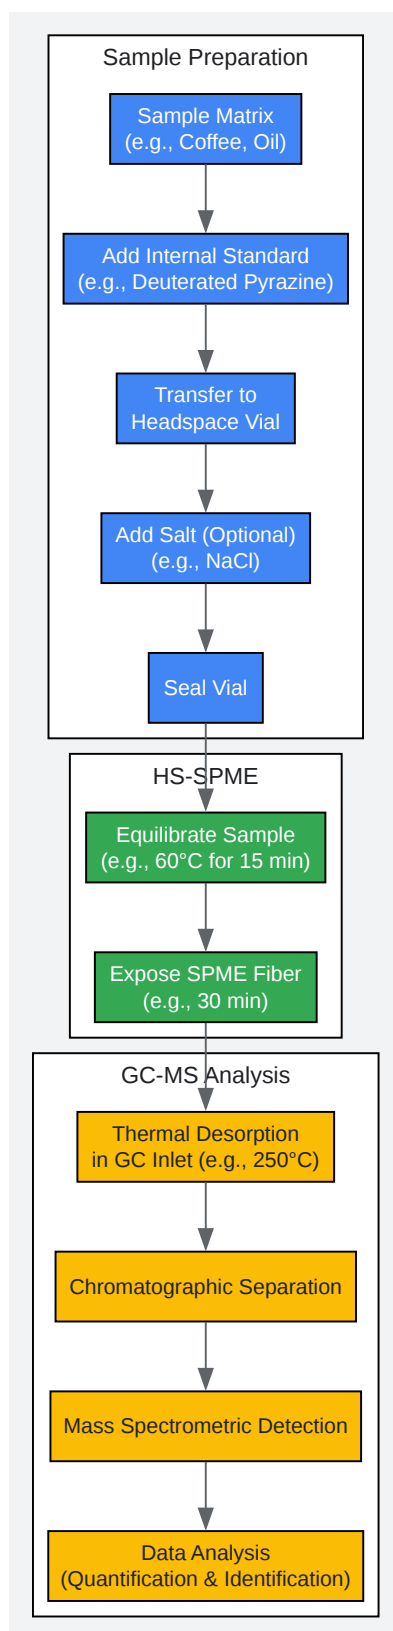 Sample Preparation
Sample Matrix
(e.g., Coffee, Oil)
Add Internal Standard
(e.g., Deuterated Pyrazine)
Transfer to
Headspace Vial
Add Salt (Optional)
(e.g., NaCl)
Seal Vial
HS-SPME
Equilibrate Sample
(e.g., 60°C for 15 min)
Expose SPME Fiber
(e.g., 30 min)
GC-MS Analysis
Thermal Desorption
in GC Inlet (e.g., 250°C)
Chromatographic Separation
Mass Spectrometric Detection
Data Analysis
(Quantification & Identification)